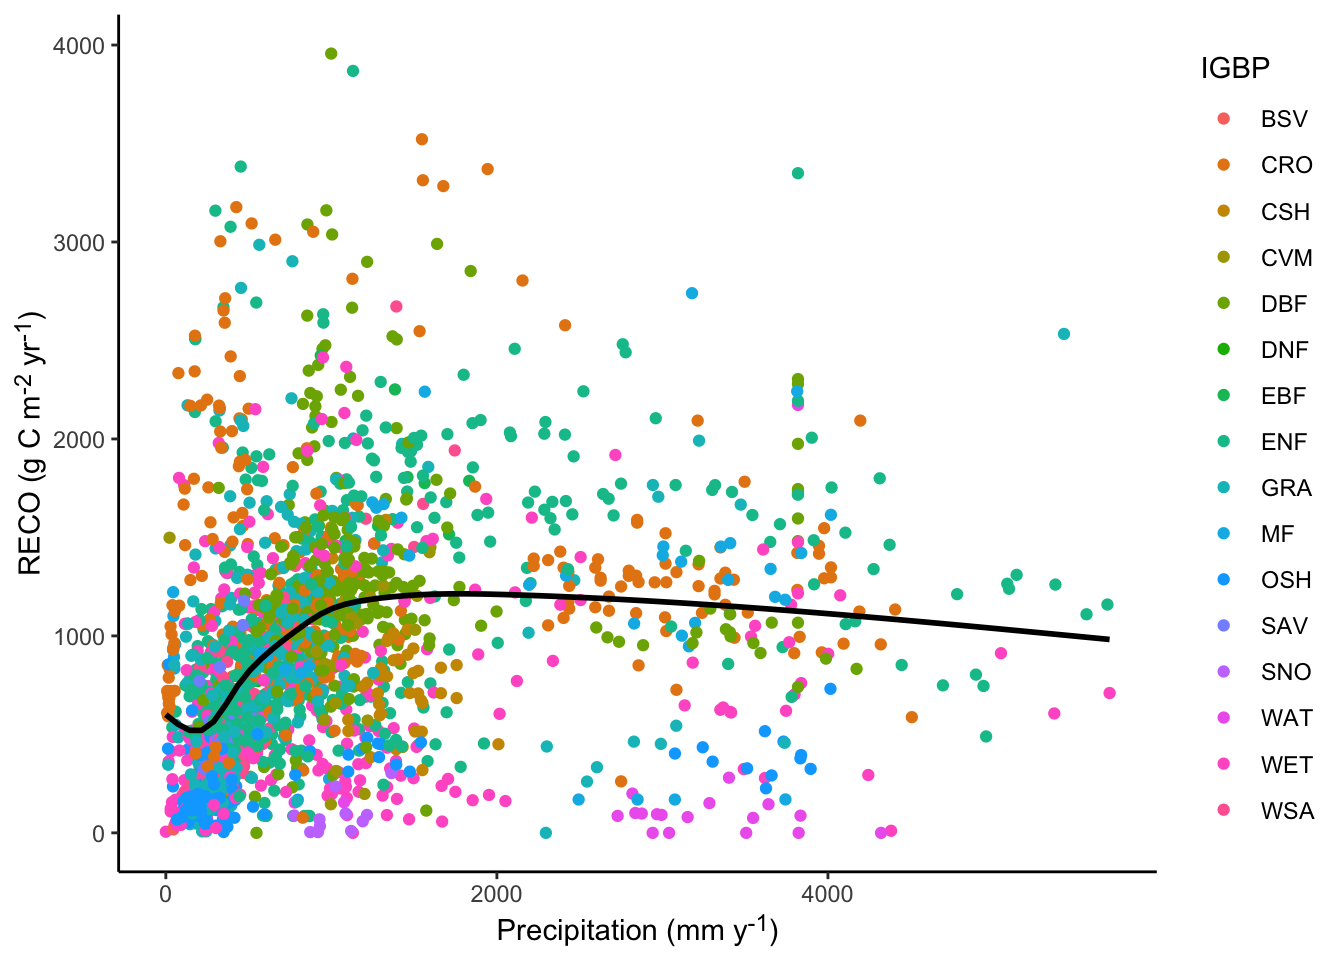 4000
3000
2000
1000
0
RECO (g C m-2 yr-1)
0
2000
4000
Precipitation (mm y-1)
IGBP
BSV
CRO
CSH
CVM
DBF
DNF
EBF
ENF
GRA
MF
OSH
SAV
SNO
WAT
WET
WSA